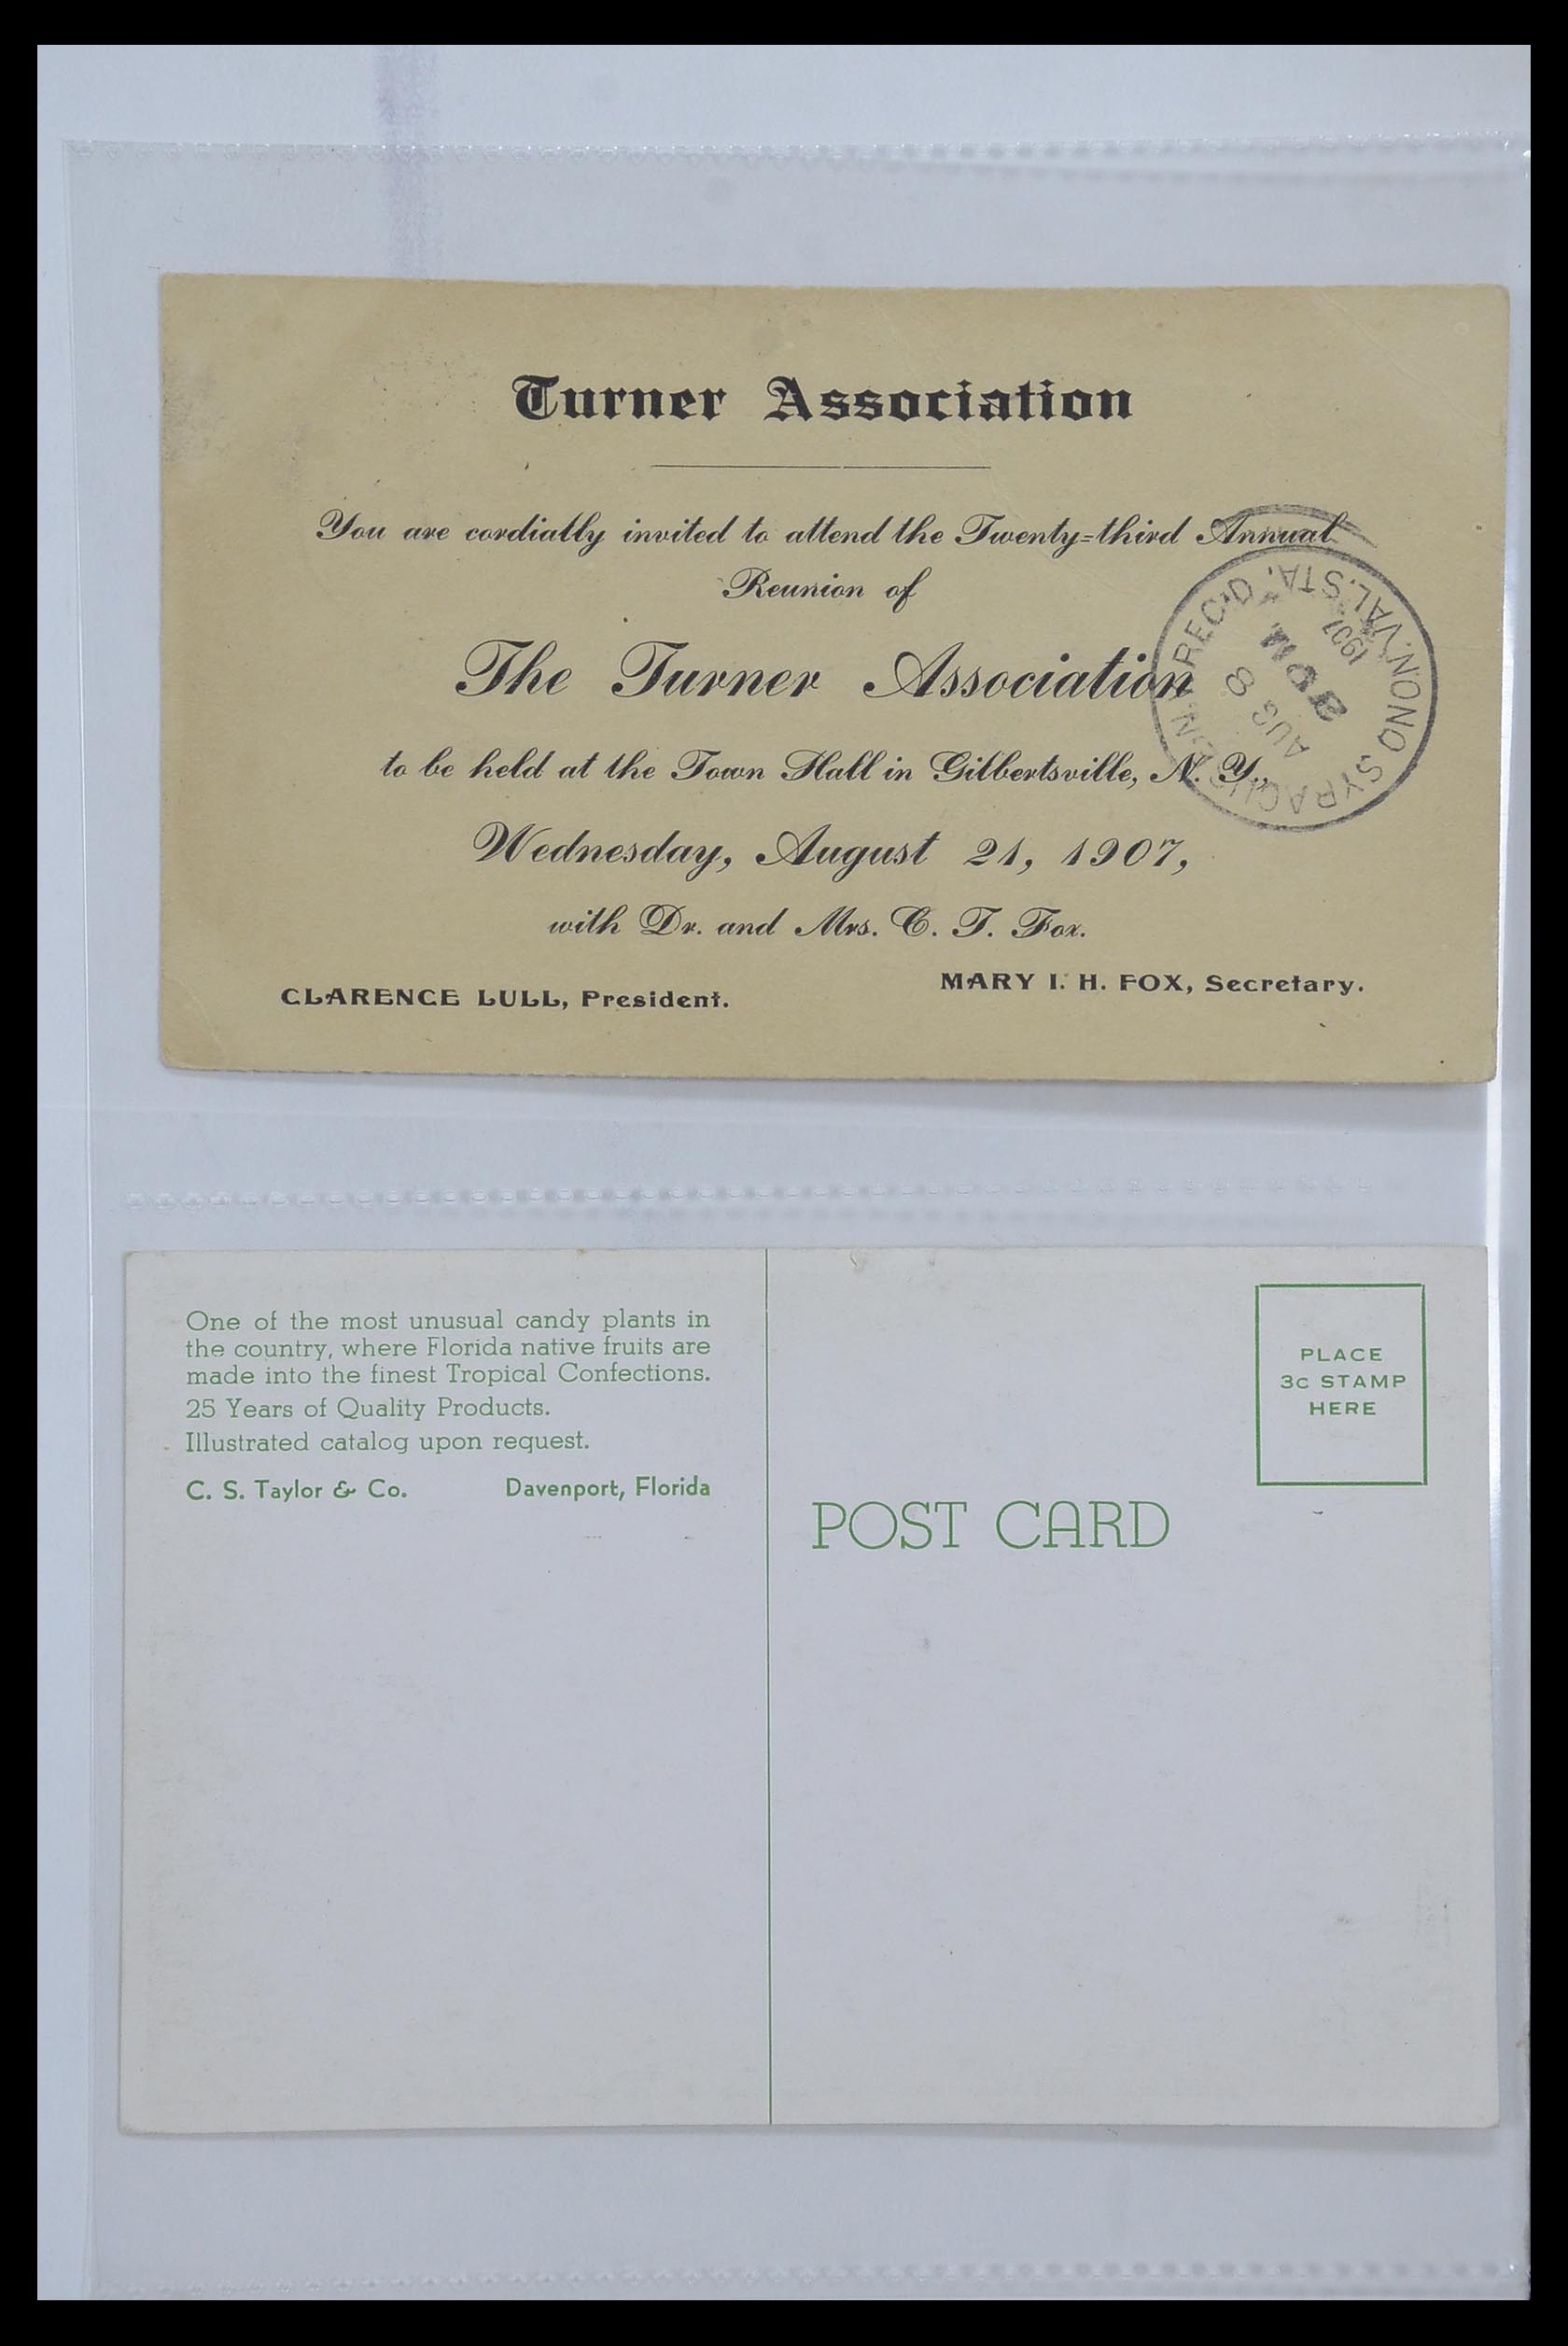 Turner Association
You are cordially invited to attend the Twenty=third Annual
Reunion of
The Turner Association
to be held at the Town Hall in Gilbertsville, N. Y.,
Wednesday, August 21, 1907,
with Dr. and Mrs. C. T. Fox.
CLARENCE LULL, President.
MARY I. H. FOX, Secretary.
SYRACUSE, N.Y. REC'D.
VAL. STA.
AUG 8
1907
One of the most unusual candy plants in
the country, where Florida native fruits are
made into the finest Tropical Confections.
25 Years of Quality Products.
Illustrated catalog upon request.
C. S. Taylor & Co. Davenport, Florida
POST CARD
PLACE
3c STAMP
HERE